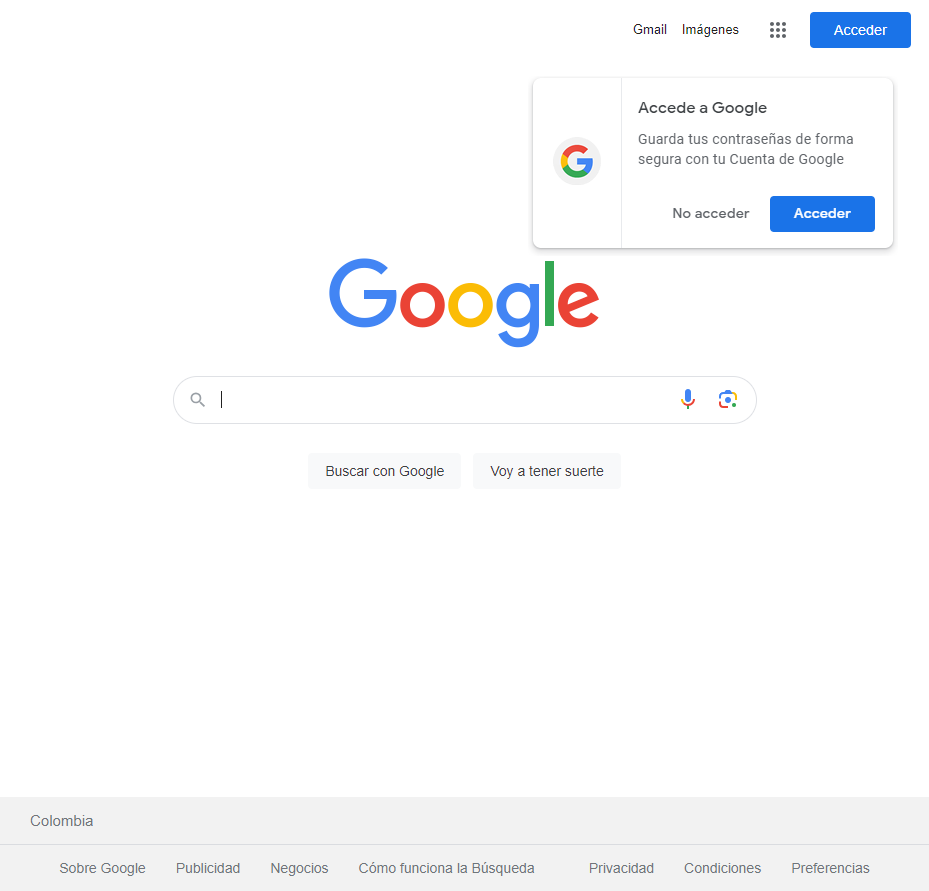 Gmail Imágenes Acceder
Accede a Google
Guarda tus contraseñas de forma
segura con tu Cuenta de Google
No acceder Acceder
Google
Buscar con Google Voy a tener suerte
Colombia
Sobre Google Publicidad Negocios Cómo funciona la Búsqueda Privacidad Condiciones Preferencias